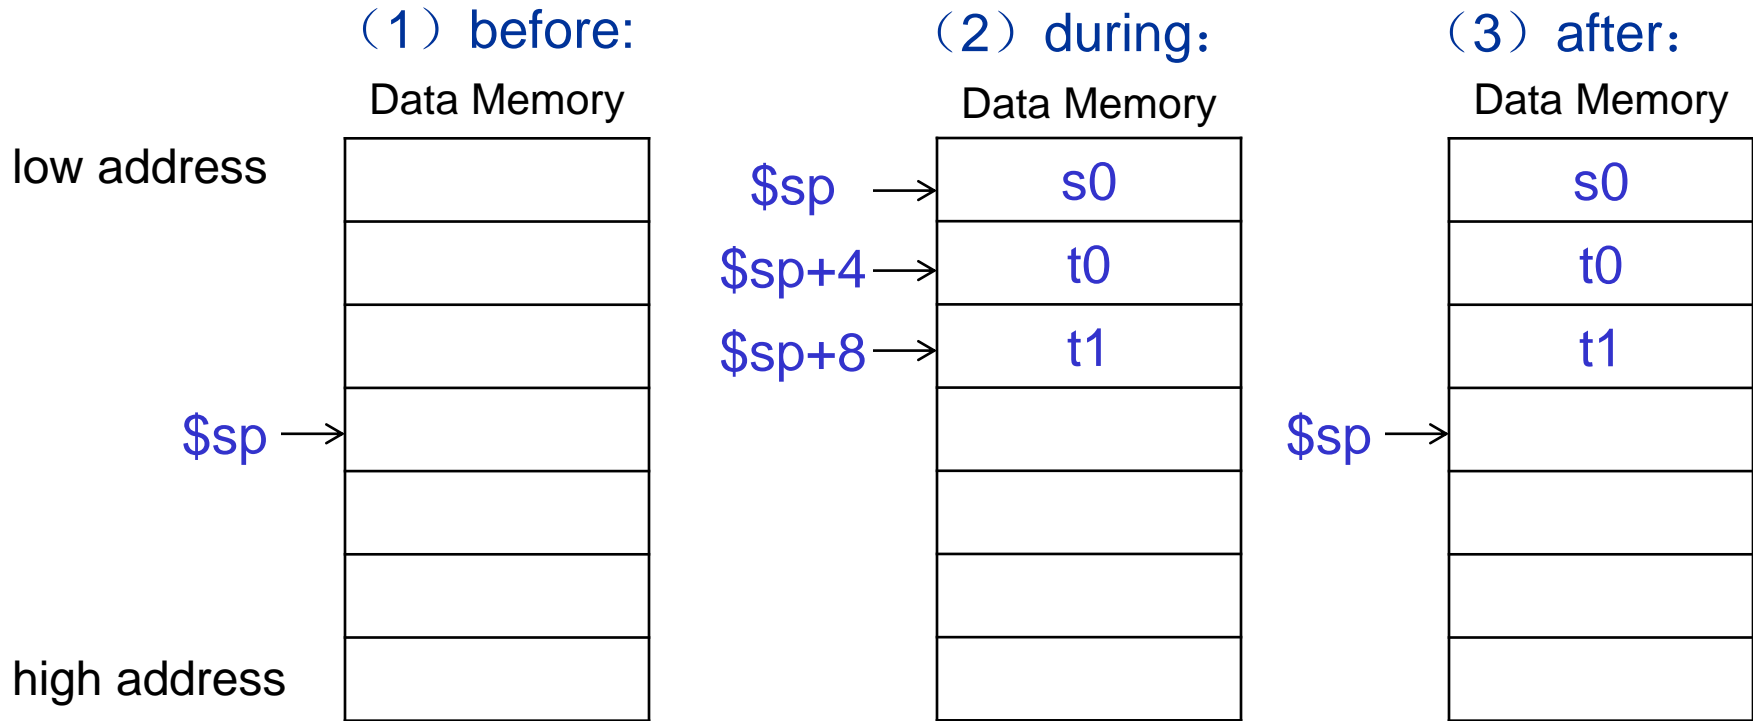 （1）before:
（2）during：
（3）after：
Data Memory
Data Memory
Data Memory
low address
$sp
s0
s0
$sp+4
t0
t0
$sp+8
t1
t1
$sp
$sp
high address